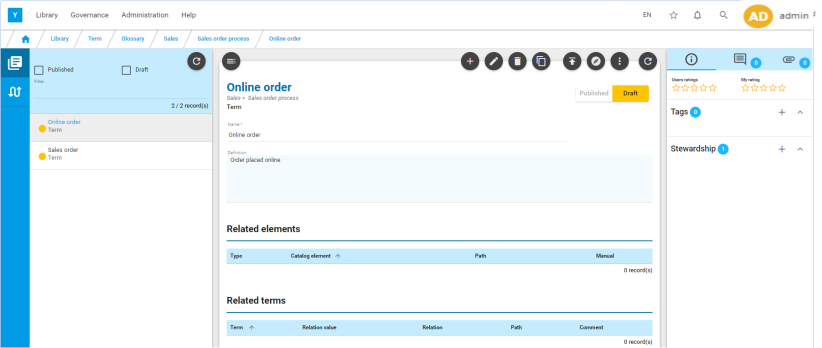 Y Library Governance Administration Help EN AD admin
Library Term Glossary Sales Sales order process Online order
Published Draft
Filter
2 / 2 record(s)
Online order
Term
Sales order
Term
Online order
Sales > Sales order process
Term
Published Draft
Name *
Online order
Definition
Order placed online
Related elements
Type Catalog element Path Manual
0 record(s)
Related terms
Term Relation value Relation Path Comment
0 record(s)
0 0
Users ratings My rating
Tags 0
Stewardship 1